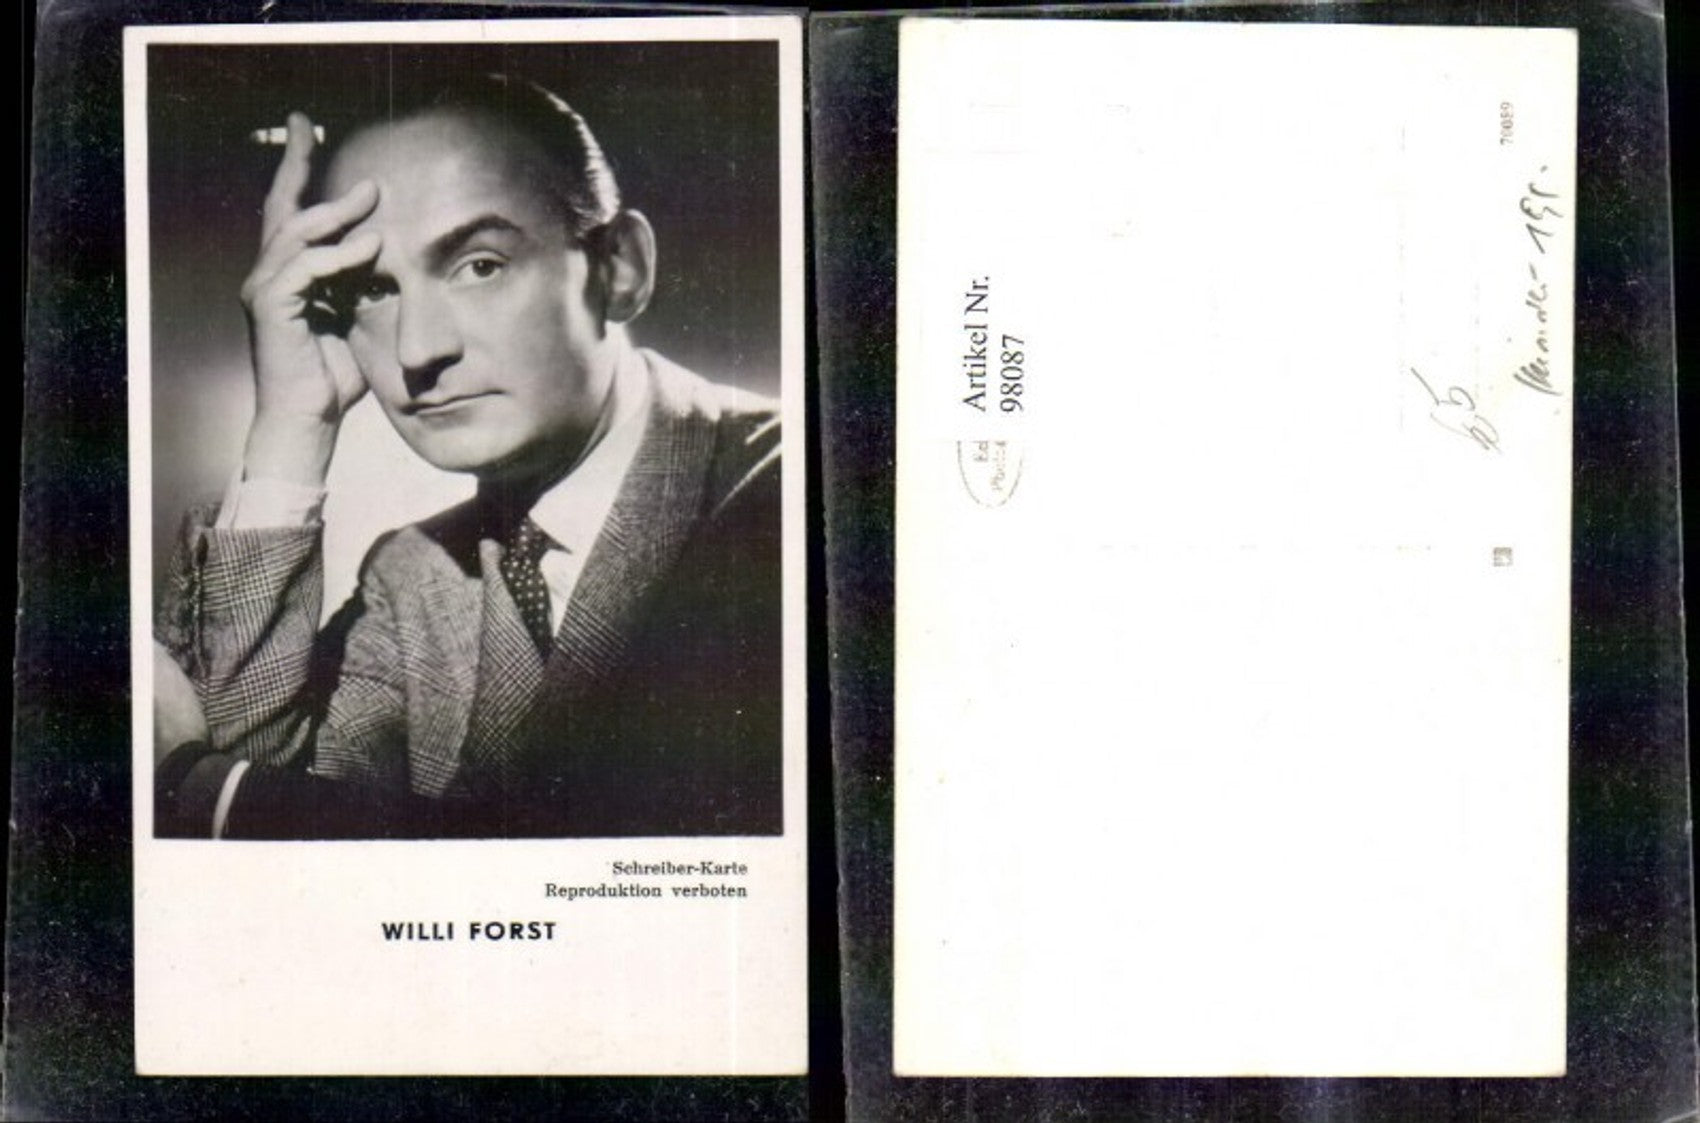 Schreiber-Karte
Reproduktion verboten
WILLI FORST
Artikel Nr.
98087